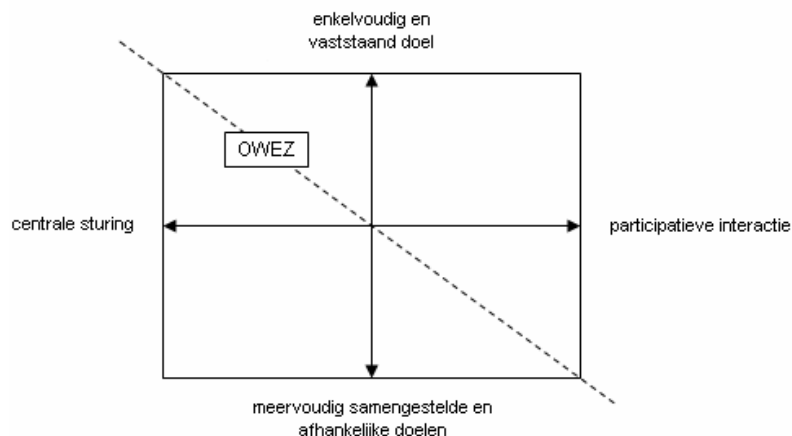 enkelvoudig en
vaststaand doel
OWEZ
centrale sturing
participatieve interactie
meervoudig samengestelde en
afhankelijke doelen